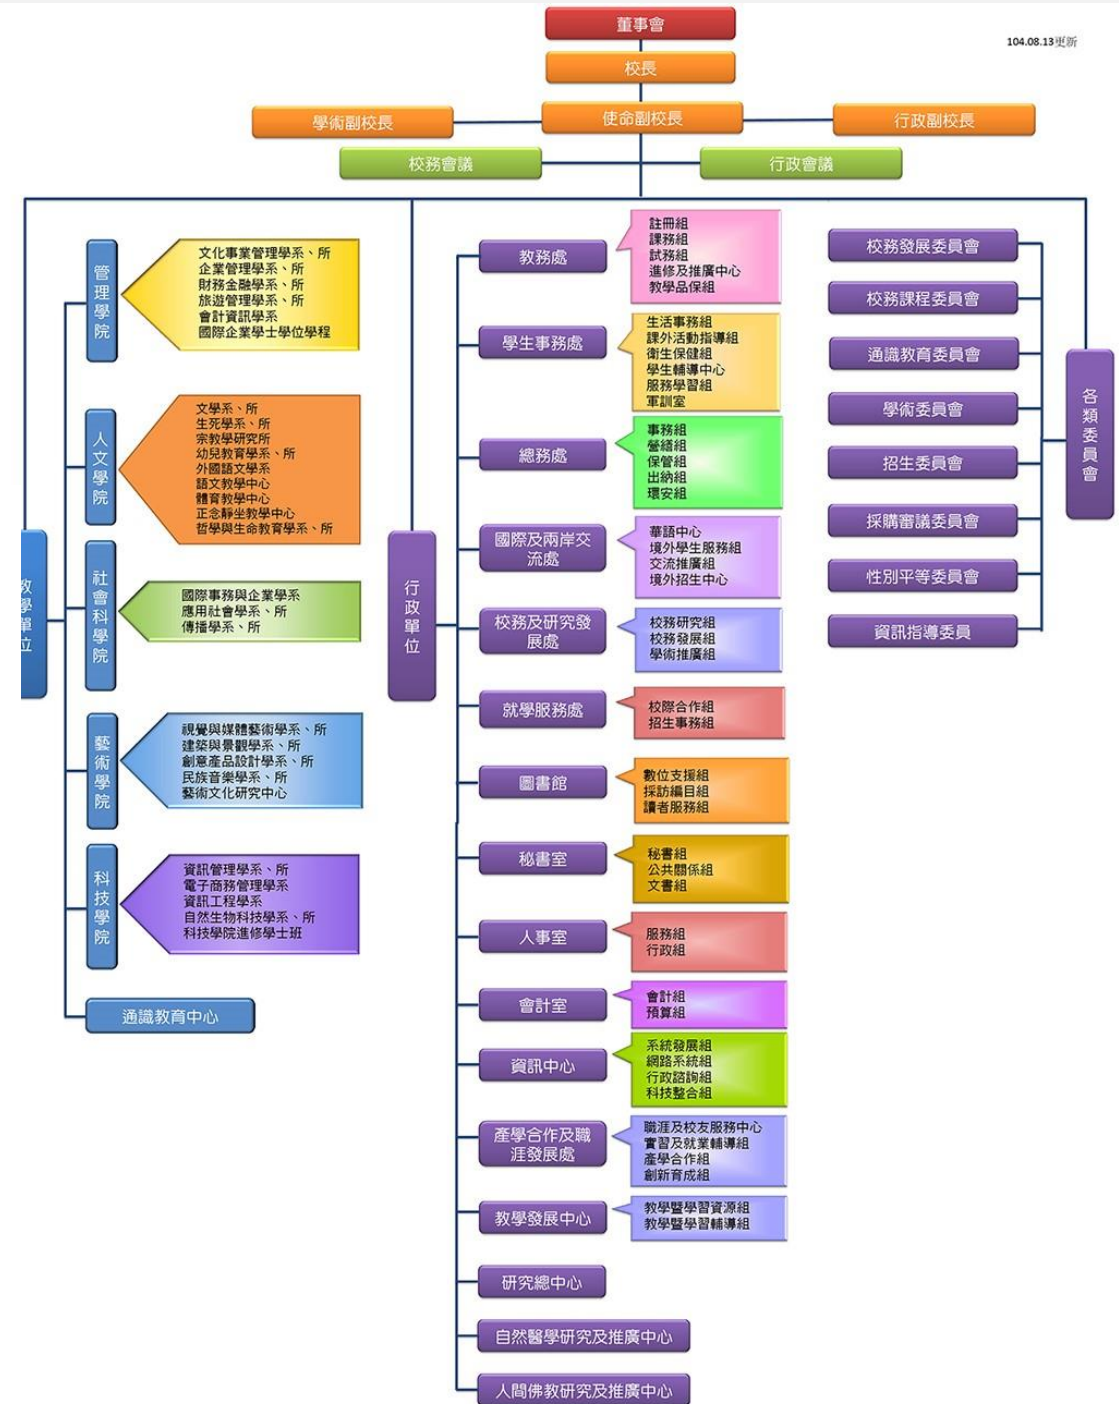 董事會
104.08.13更新
校長
學術副校長
使命副校長
行政副校長
校務會議
行政會議
教學單位
管理學院
文化事業管理學系、所
企業管理學系、所
財務金融學系、所
旅遊管理學系、所
會計資訊學系
國際企業學士學位學程
人文學院
文學系、所
生死學系、所
宗教學研究所
幼兒教育學系、所
外國語文學系
語文教學中心
體育教學中心
正念靜坐教學中心
哲學與生命教育學系、所
社會科學院
國際事務與企業學系
應用社會學系、所
傳播學系、所
藝術學院
視覺與媒體藝術學系、所
建築與景觀學系、所
創意產品設計學系、所
民族音樂學系、所
藝術文化研究中心
科技學院
資訊管理學系、所
電子商務管理學系
資訊工程學系
自然生物科技學系、所
科技學院進修學士班
通識教育中心
行政單位
教務處
註冊組
課務組
試務組
進修及推廣中心
教學品保組
學生事務處
生活事務組
課外活動指導組
衛生保健組
學生輔導中心
服務學習組
軍訓室
總務處
事務組
營繕組
保管組
出納組
環安組
國際及兩岸交
流處
華語中心
境外學生服務組
交流推廣組
境外招生中心
校務及研究發
展處
校務研究組
校務發展組
學術推廣組
就學服務處
校際合作組
招生事務組
圖書館
數位支援組
採訪編目組
讀者服務組
秘書室
秘書組
公共關係組
文書組
人事室
服務組
行政組
會計室
會計組
預算組
資訊中心
系統發展組
網路系統組
行政諮詢組
科技整合組
產學合作及職
涯發展處
職涯及校友服務中心
實習及就業輔導組
產學合作組
創新育成組
教學發展中心
教學暨學習資源組
教學暨學習輔導組
研究總中心
自然醫學研究及推廣中心
人間佛教研究及推廣中心
各類委員會
校務發展委員會
校務課程委員會
通識教育委員會
學術委員會
招生委員會
採購審議委員會
性別平等委員會
資訊指導委員